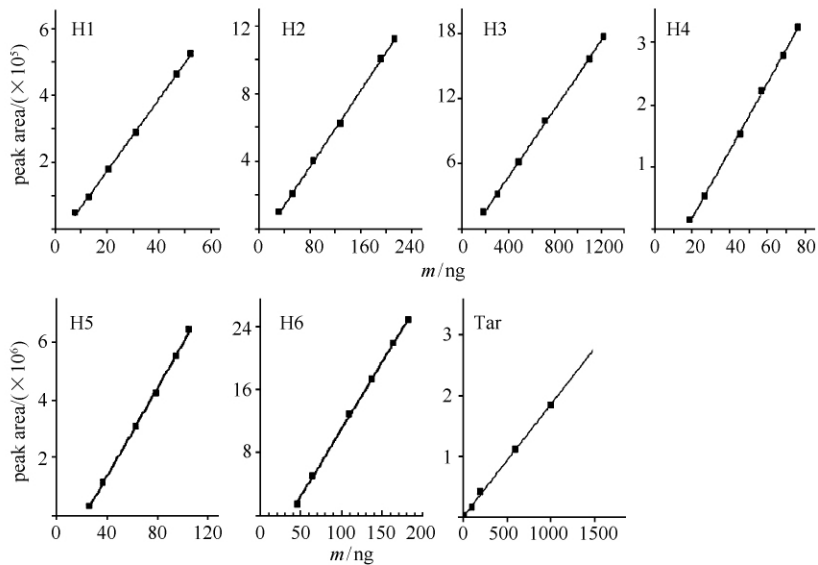 H1 H2 H3 H4
peak area/(×10⁵)
6 4 2
0 20 40 60
12 8 4
0 80 160 240
18 12 6
0 400 800 1200
3 2 1
0 20 40 60 80
m/ng
H5 H6 Tar
peak area/(×10⁶)
6 4 2
0 40 80 120
24 16 8
0 50 100 150 200
3 2 1
0 500 1000 1500
m/ng